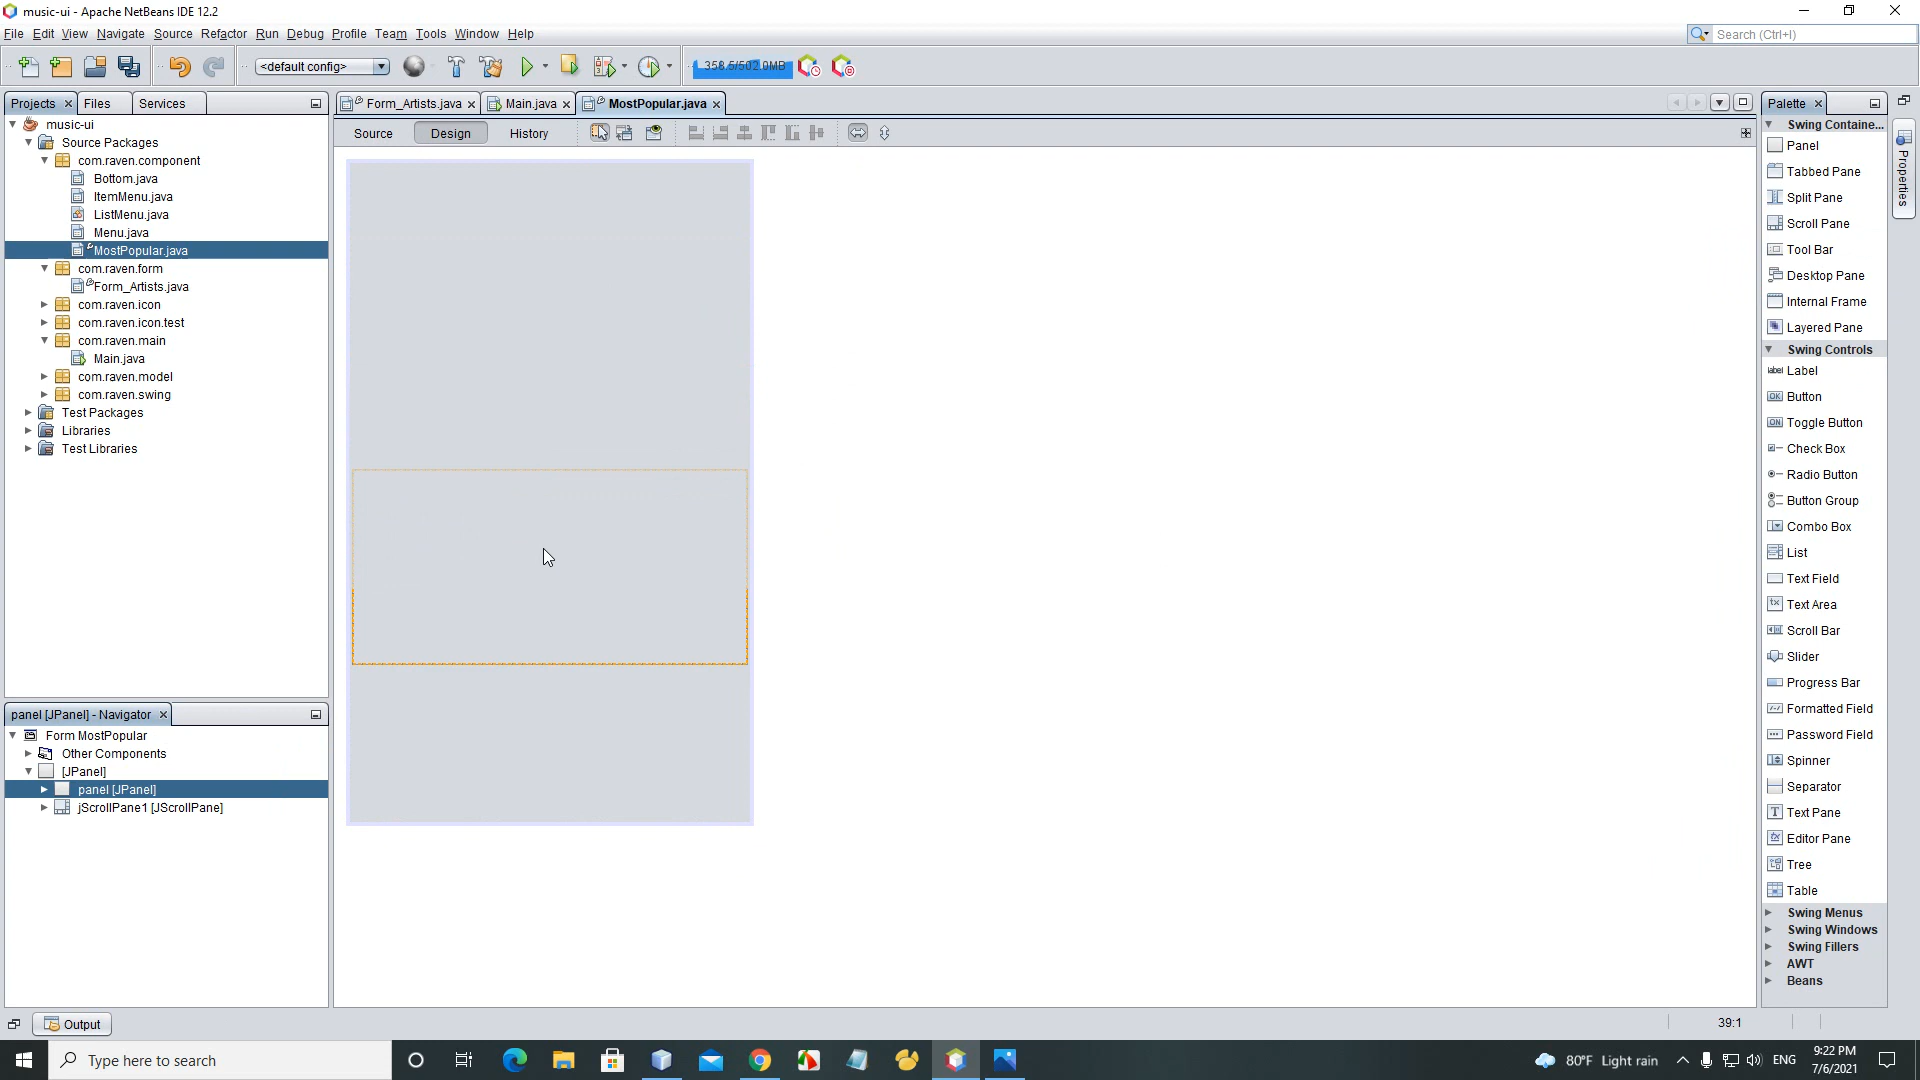 music-ui - Apache NetBeans IDE 12.2
File Edit View Navigate Source Refactor Run Debug Profile Team Tools Window Help
Search (Ctrl+I)
<default config>
358.5/502.0MB
Projects Files Services
Form_Artists.java Main.java MostPopular.java
Palette
Source Design History
Properties
music-ui
Source Packages
com.raven.component
Bottom.java
ItemMenu.java
ListMenu.java
Menu.java
MostPopular.java
com.raven.form
Form_Artists.java
com.raven.icon
com.raven.icon.test
com.raven.main
Main.java
com.raven.model
com.raven.swing
Test Packages
Libraries
Test Libraries
Swing Containe...
Panel
Tabbed Pane
Split Pane
Scroll Pane
Tool Bar
Desktop Pane
Internal Frame
Layered Pane
Swing Controls
label Label
OK Button
ON Toggle Button
Check Box
Radio Button
Button Group
Combo Box
List
Text Field
Text Area
Scroll Bar
Slider
Progress Bar
Formatted Field
Password Field
Spinner
Separator
Text Pane
Editor Pane
Tree
Table
Swing Menus
Swing Windows
Swing Fillers
AWT
Beans
panel [JPanel] - Navigator
Form MostPopular
Other Components
[JPanel]
panel [JPanel]
jScrollPane1 [JScrollPane]
Output
39:1
Type here to search
80°F Light rain
ENG
9:22 PM
7/6/2021